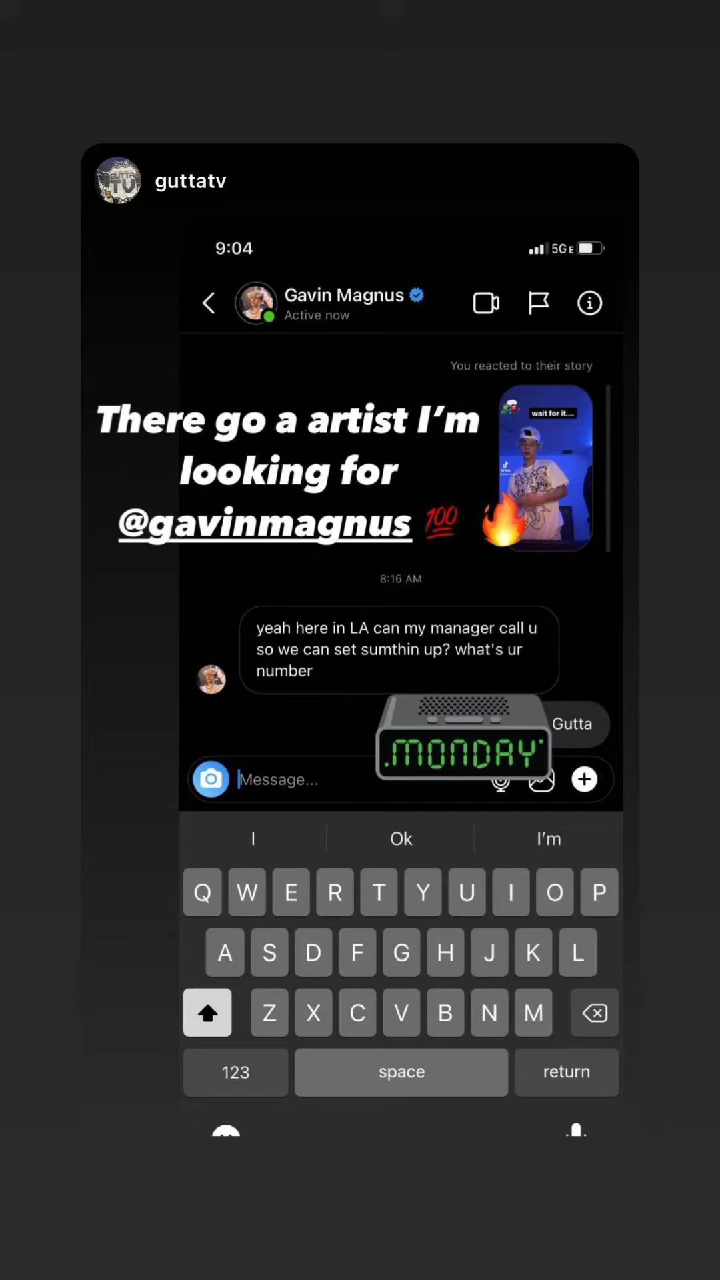 guttatv
9:04
5GE
Gavin Magnus
Active now
You reacted to their story
wait for it....
There go a artist I'm
looking for
@gavinmagnus 💯 🔥
8:16 AM
yeah here in LA can my manager call u
so we can set sumthin up? what's ur
number
Gutta
MONDAY
Message...
I Ok I'm
Q W E R T Y U I O P
A S D F G H J K L
Z X C V B N M
123 space return